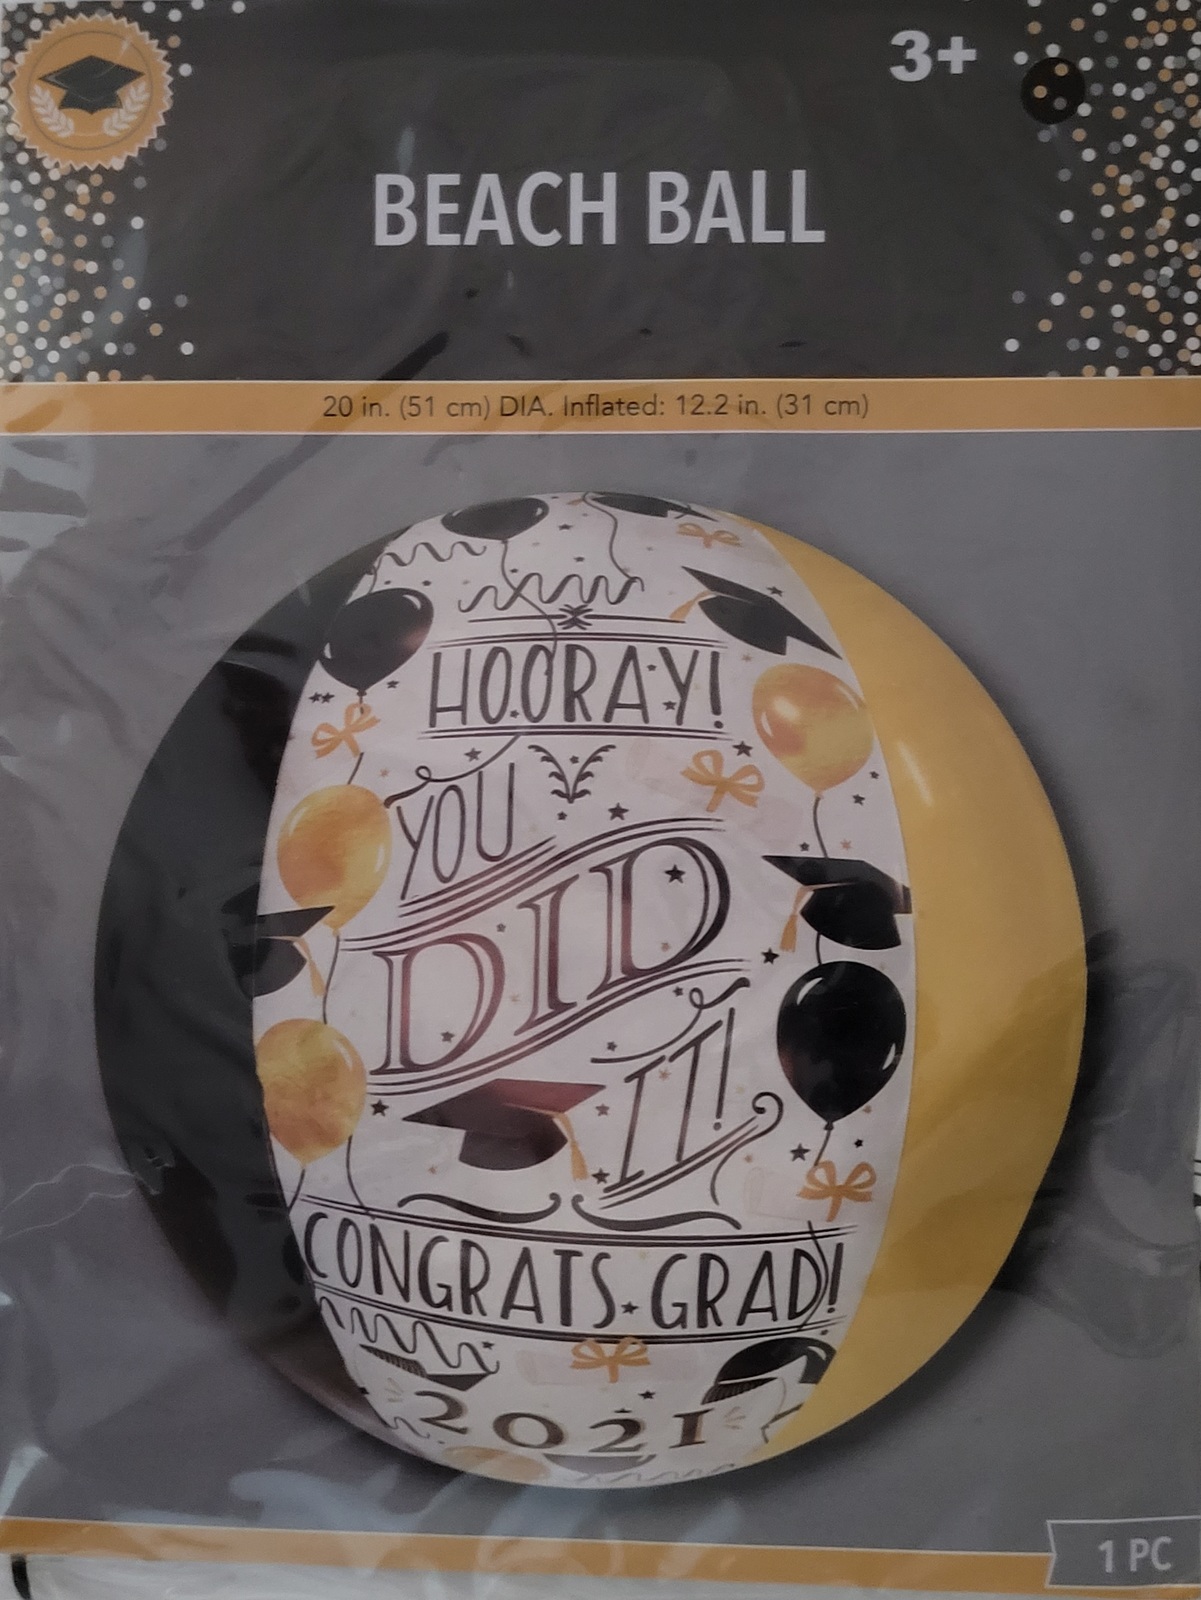 3+
BEACH BALL
20 in. (51 cm) DIA. Inflated: 12.2 in. (31 cm)
HOORAY!
YOU
DID
IT!
CONGRATS GRAD!
2021
1 PC